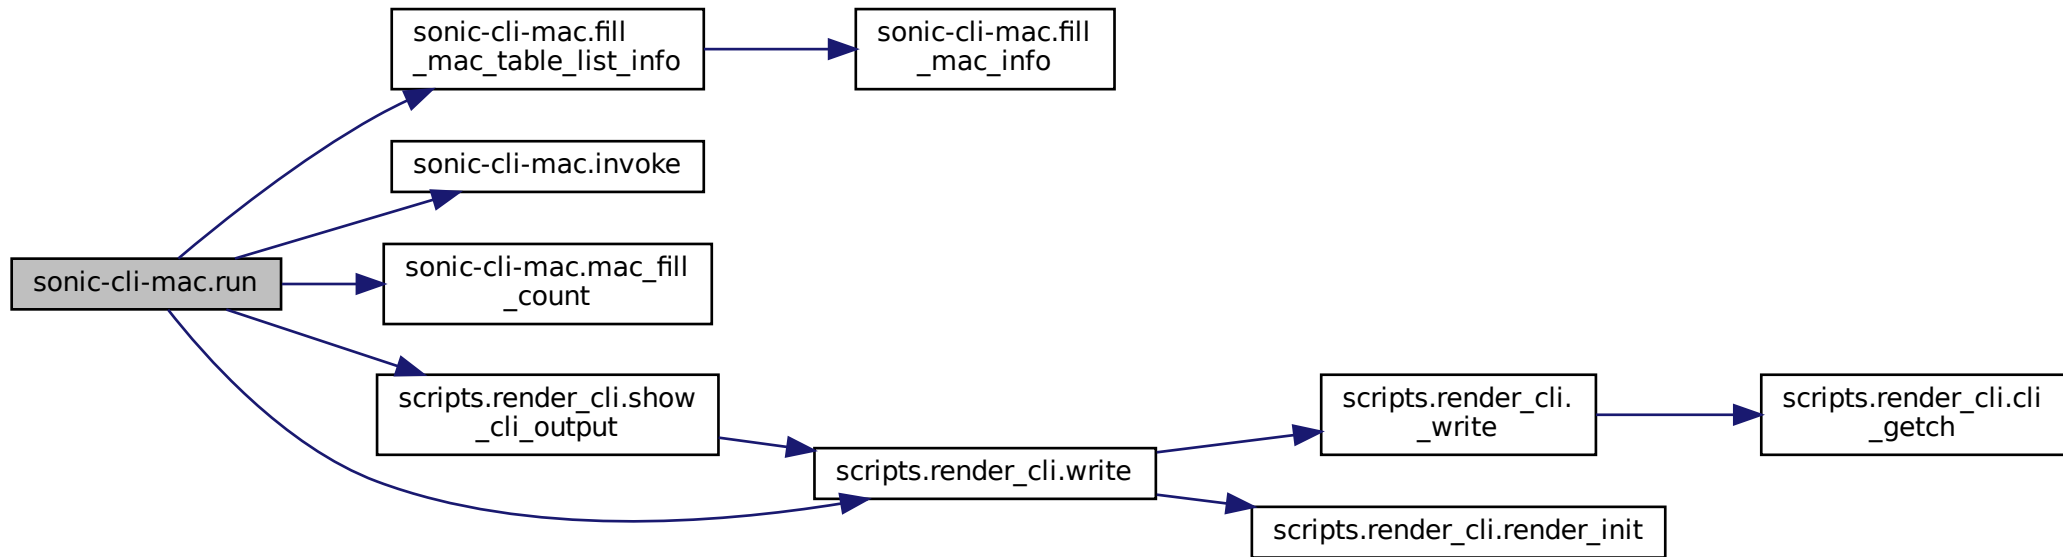 sonic-cli-mac.run
sonic-cli-mac.fill
_mac_table_list_info
sonic-cli-mac.fill
_mac_info
sonic-cli-mac.invoke
sonic-cli-mac.mac_fill
_count
scripts.render_cli.show
_cli_output
scripts.render_cli.write
scripts.render_cli.
_write
scripts.render_cli.cli
_getch
scripts.render_cli.render_init